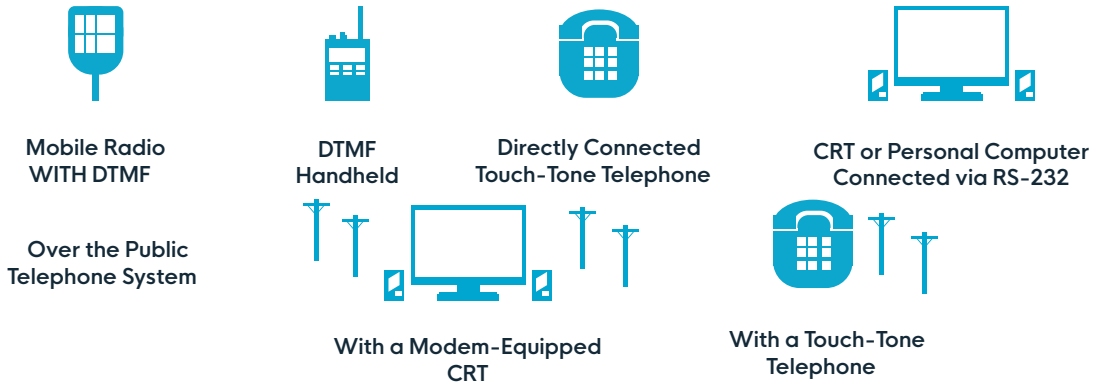 Mobile Radio
WITH DTMF
DTMF
Handheld
Directly Connected
Touch-Tone Telephone
CRT or Personal Computer
Connected via RS-232
Over the Public
Telephone System
With a Modem-Equipped
CRT
With a Touch-Tone
Telephone